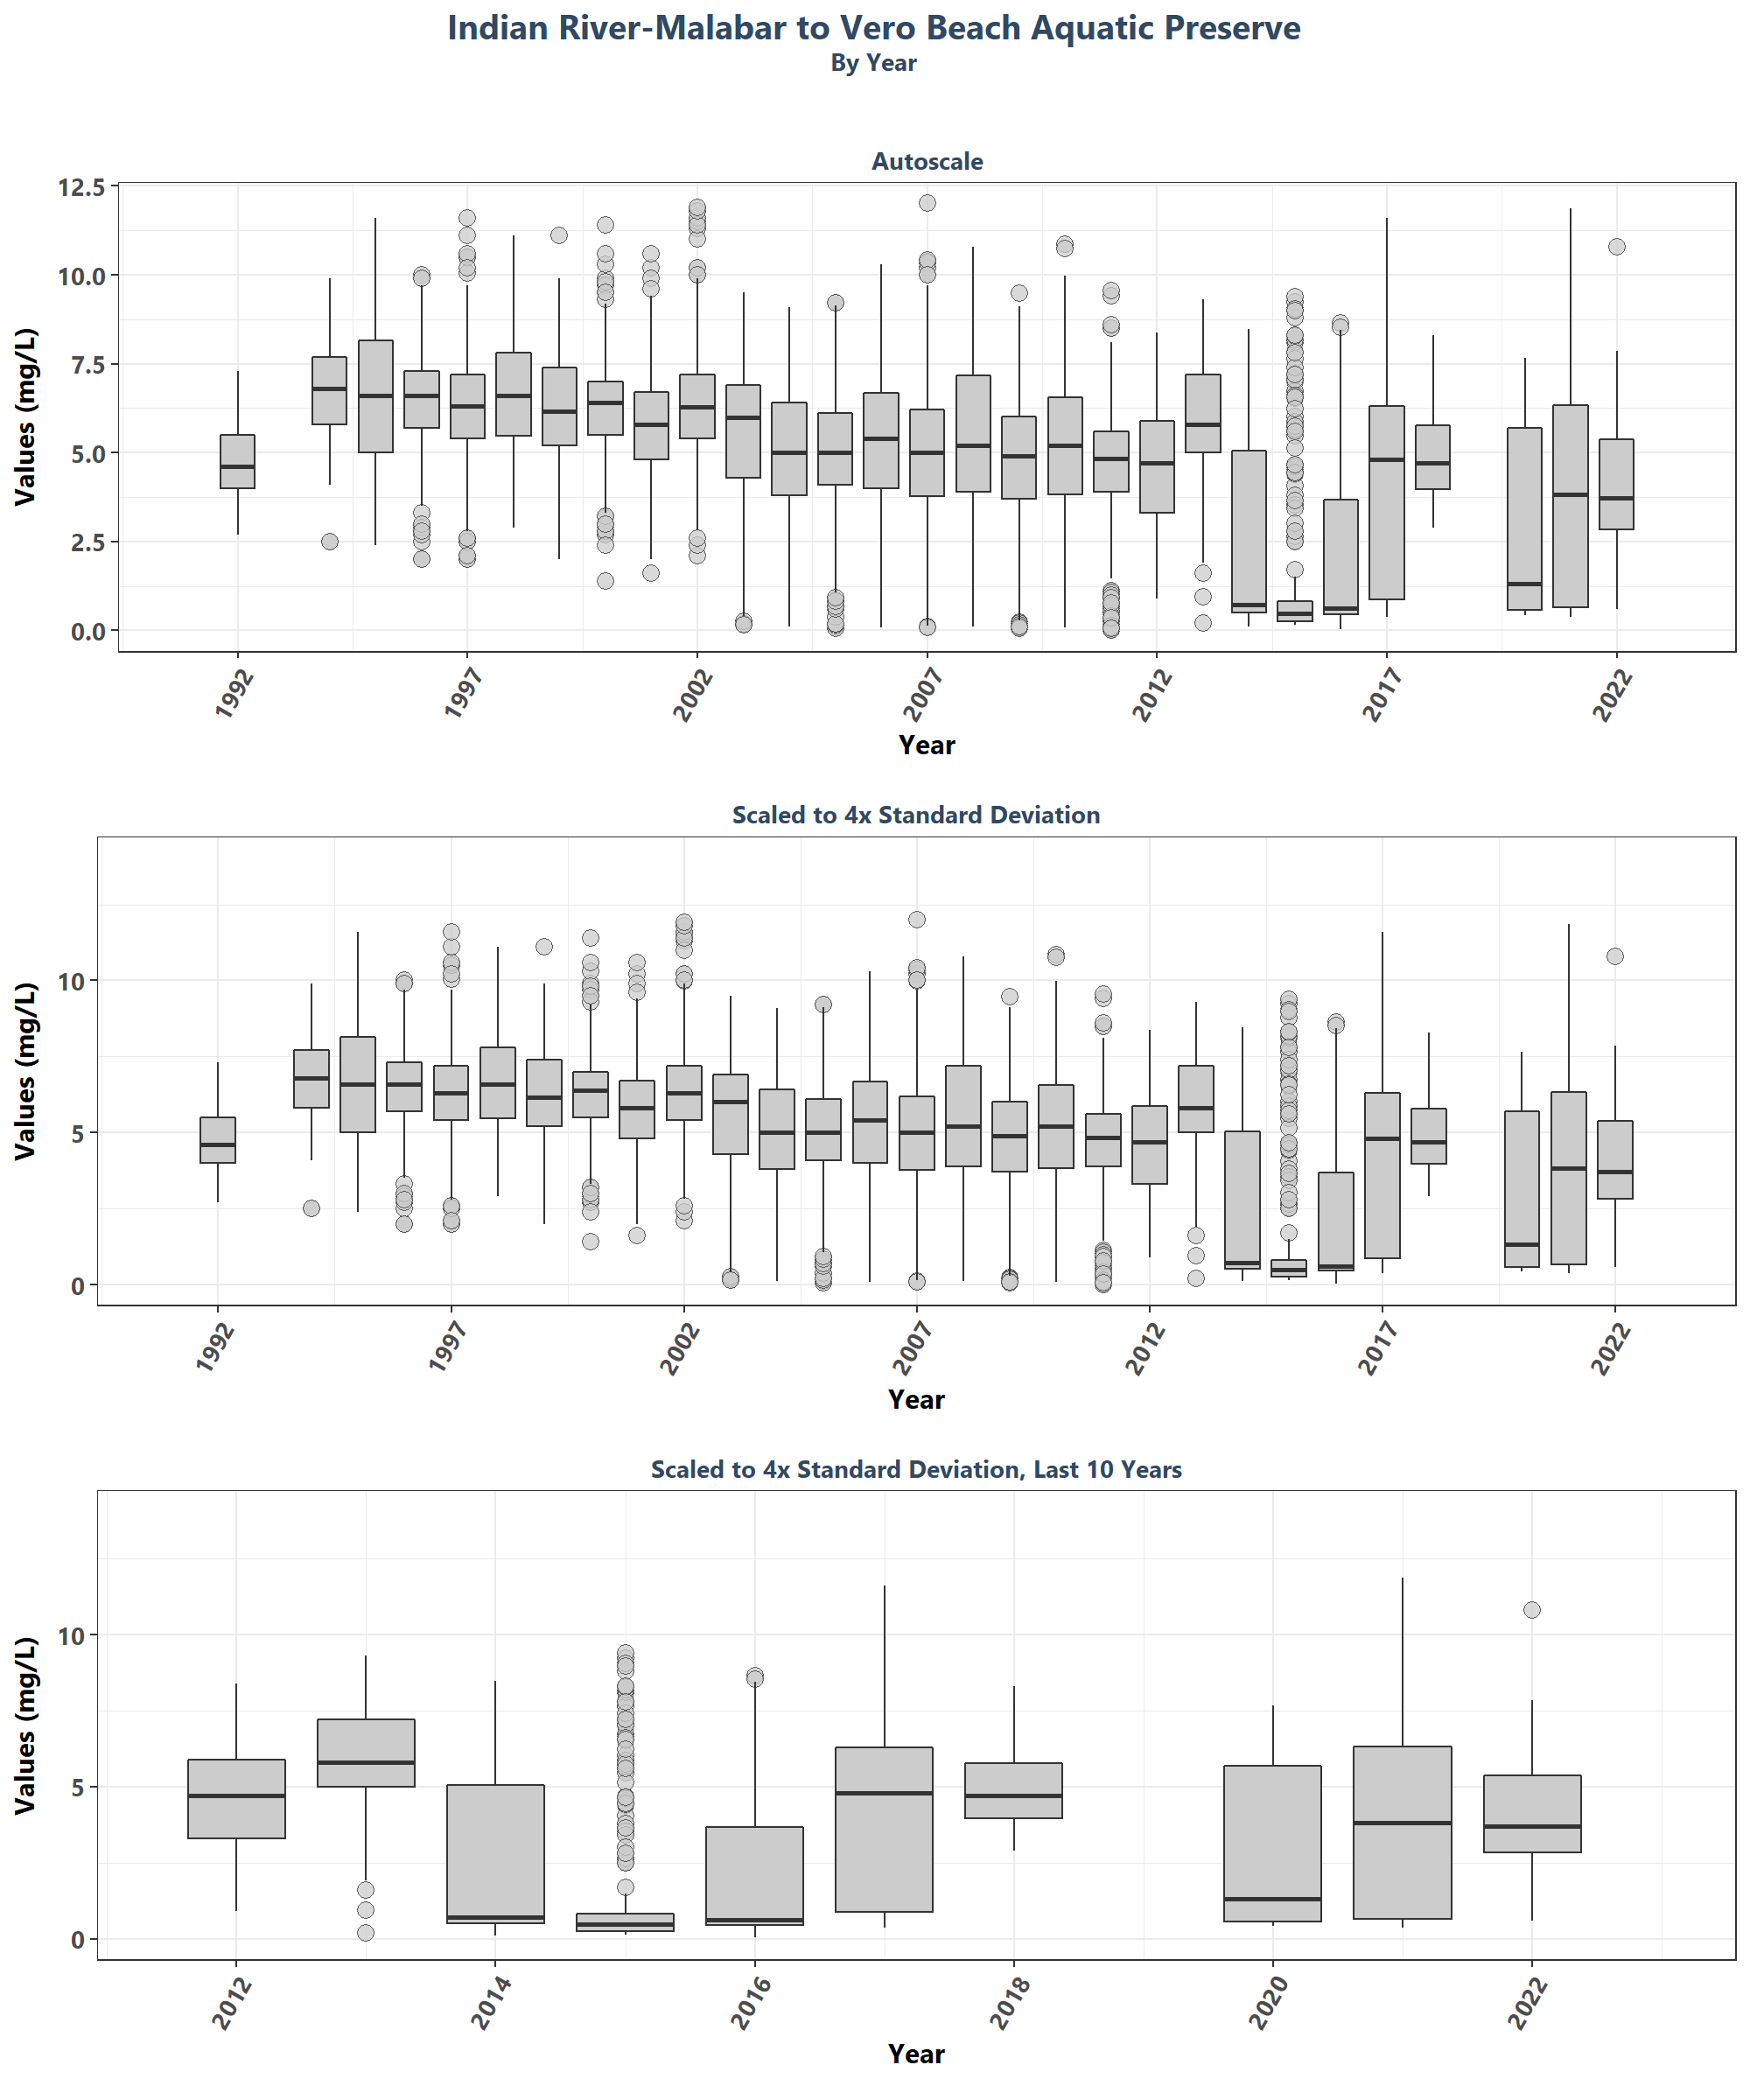 Indian River-Malabar to Vero Beach Aquatic Preserve
By Year
Autoscale
Values (mg/L)
12.5
10.0
7.5
5.0
2.5
0.0
1992 1997 2002 2007 2012 2017 2022
Year
Scaled to 4x Standard Deviation
Values (mg/L)
10
5
0
1992 1997 2002 2007 2012 2017 2022
Year
Scaled to 4x Standard Deviation, Last 10 Years
Values (mg/L)
10
5
0
2012 2014 2016 2018 2020 2022
Year